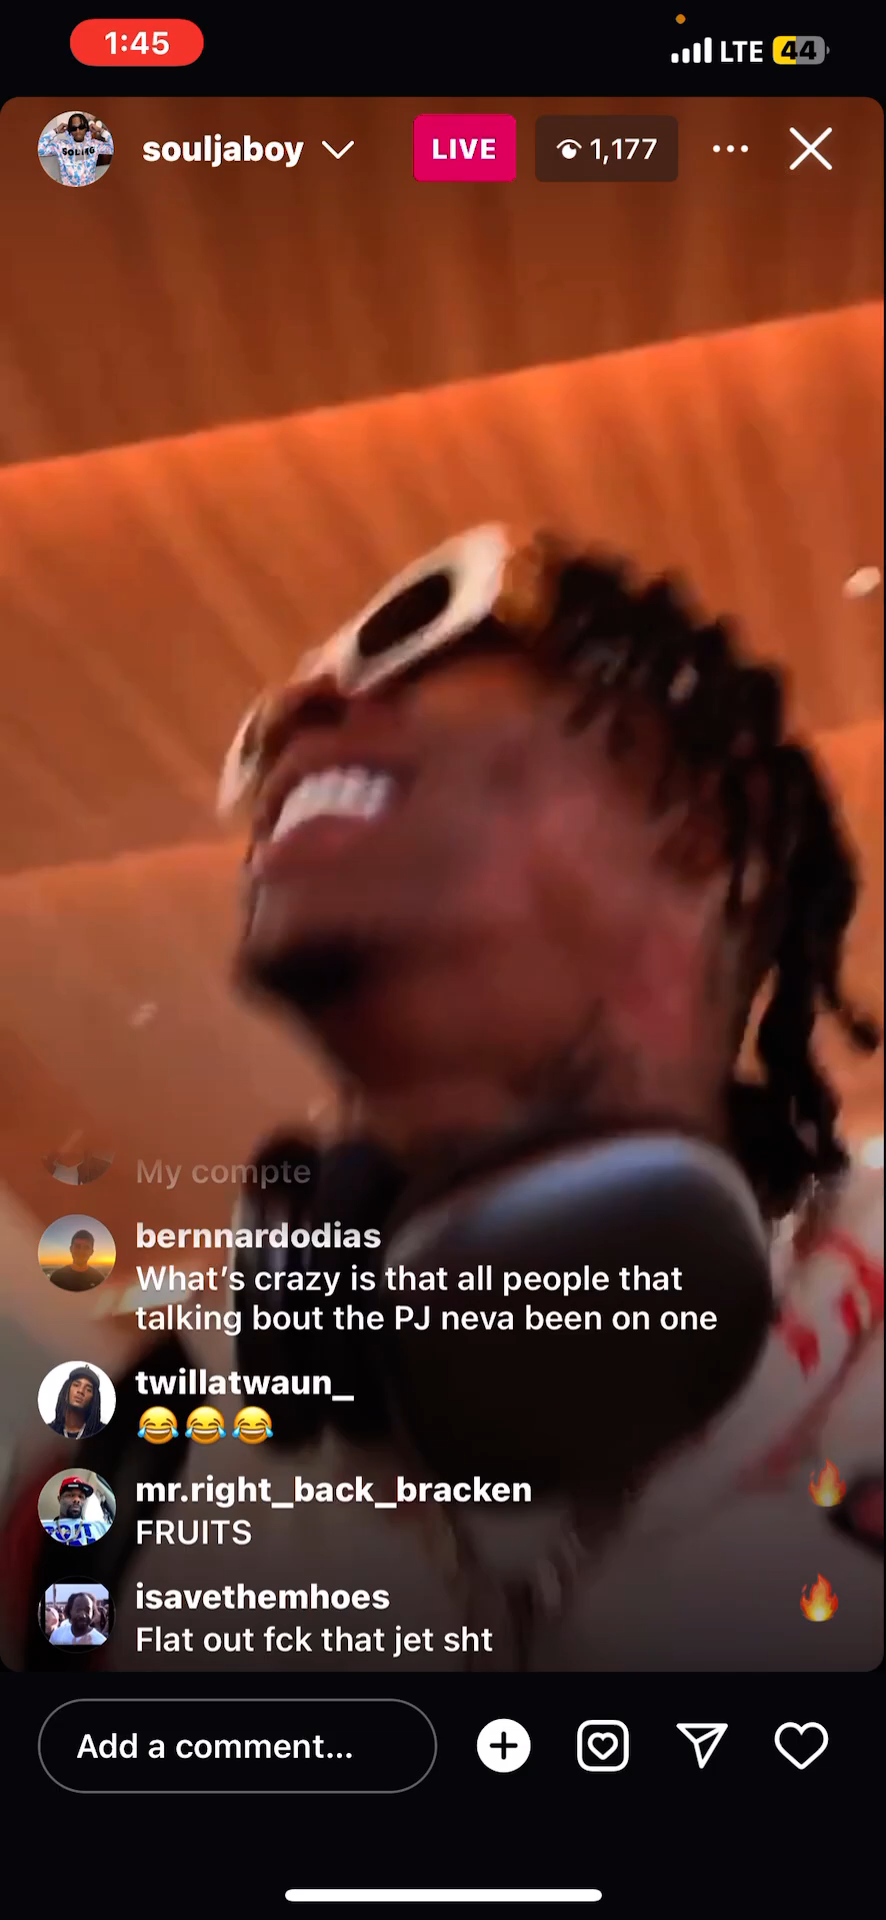 1:45
LTE 44
souljaboy
LIVE
1,177
My compte
bernnardodias
What's crazy is that all people that
talking bout the PJ neva been on one
twillatwaun_
😂😂😂
mr.right_back_bracken
FRUITS
isavethemhoes
Flat out fck that jet sht
Add a comment...